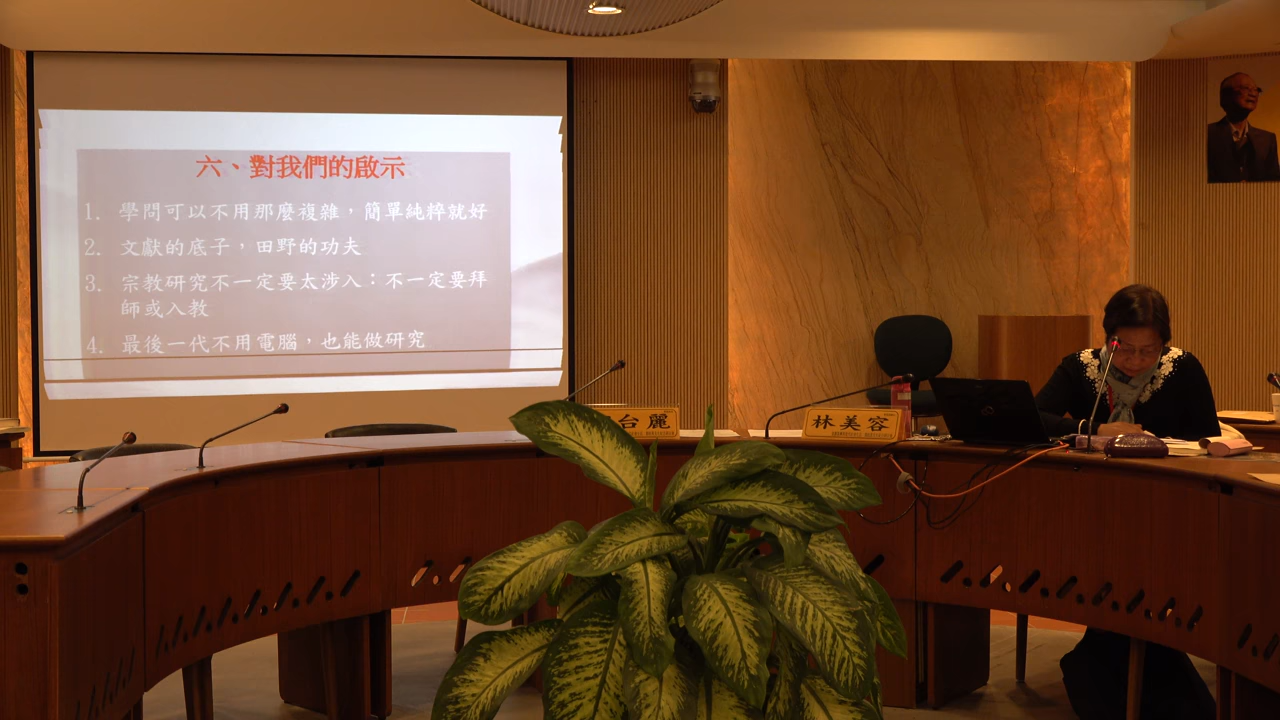 六、對我們的啟示
1. 學問可以不用那麼複雜，簡單純粹就好
2. 文獻的底子，田野的功夫
3. 宗教研究不一定要太涉入：不一定要拜
師或入教
4. 最後一代不用電腦，也能做研究
台麗
林美容